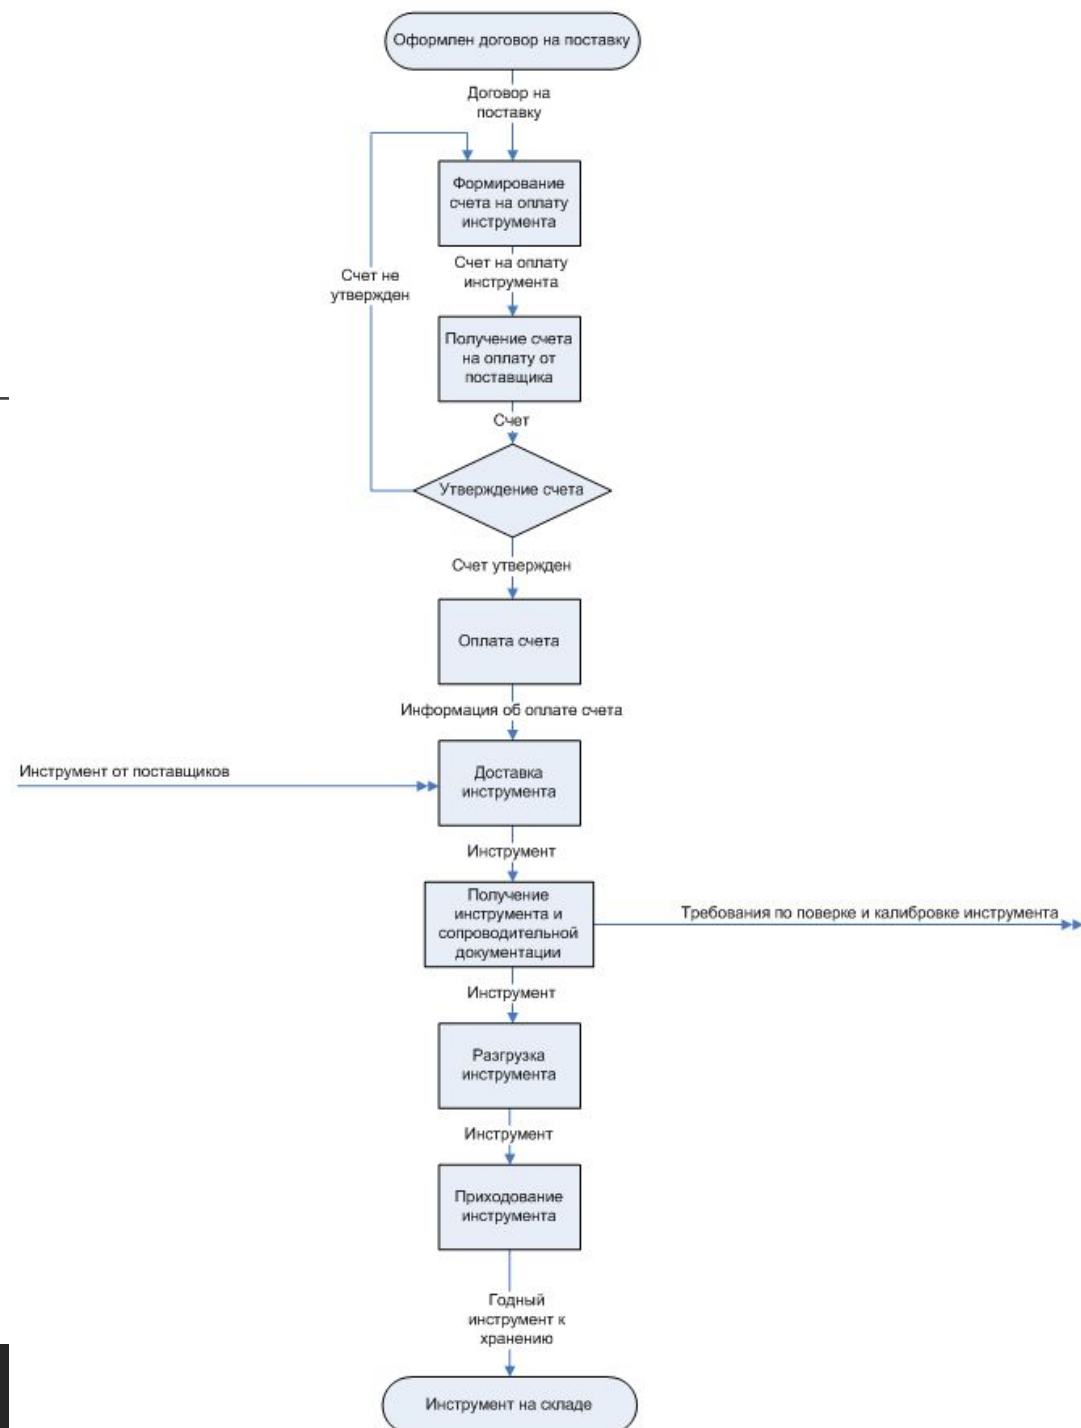 Оформлен договор на поставку
Договор на
поставку
Формирование
счета на оплату
инструмента
Счет на оплату
инструмента
Счет не
утвержден
Получение счета
на оплату от
поставщика
Счет
Утверждение счета
Счет утвержден
Оплата счета
Информация об оплате счета
Инструмент от поставщиков
Доставка
инструмента
Инструмент
Получение
инструмента и
сопроводительной
документации
Требования по поверке и калибровке инструмента
Инструмент
Разгрузка
инструмента
Инструмент
Приходование
инструмента
Годный
инструмент к
хранению
Инструмент на складе